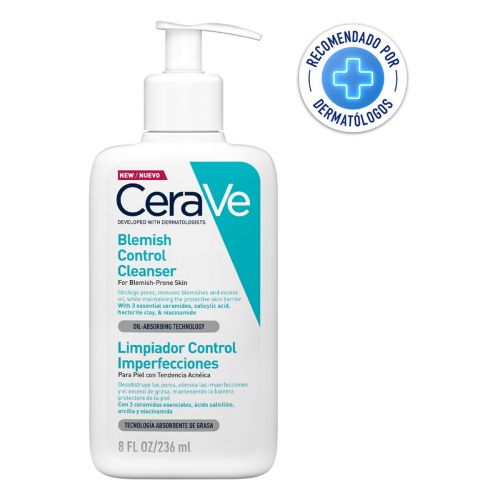 RECOMENDADO POR
DERMATÓLOGOS
NEW / NUEVO
CeraVe
DEVELOPED WITH DERMATOLOGISTS
Blemish
Control
Cleanser
For Blemish-Prone Skin
Unclogs pores, removes blemishes and excess
oil, while maintaining the protective skin barrier
With 3 essential ceramides, salicylic acid,
hectorite clay, & niacinamide
OIL-ABSORBING TECHNOLOGY
Limpiador Control
Imperfecciones
Para Piel con Tendencia Acnéica
Desobstruye los poros, elimina las imperfecciones
y el exceso de grasa, manteniendo la barrera
protectora de la piel
Con 3 ceramidas esenciales, ácido salicílico,
arcilla y niacinamida
TECNOLOGÍA ABSORBENTE DE GRASA
8 FL OZ/236 ml